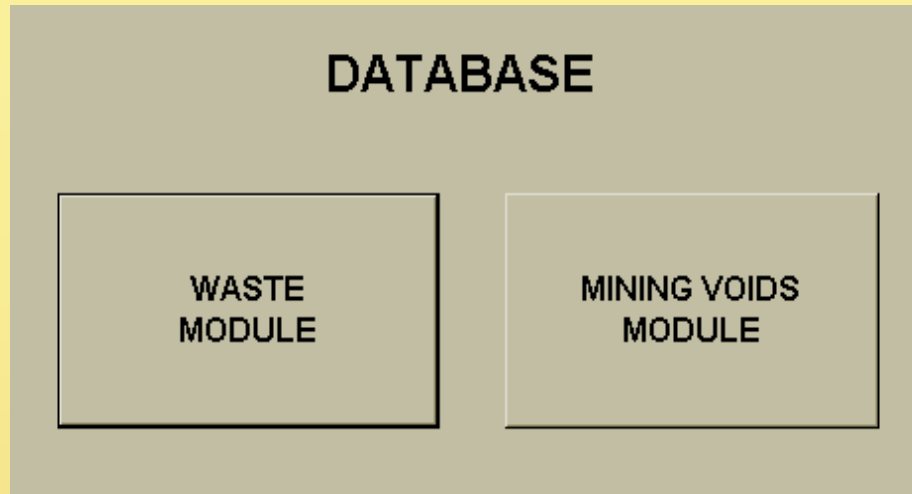 DATABASE
WASTE
MODULE
MINING VOIDS
MODULE